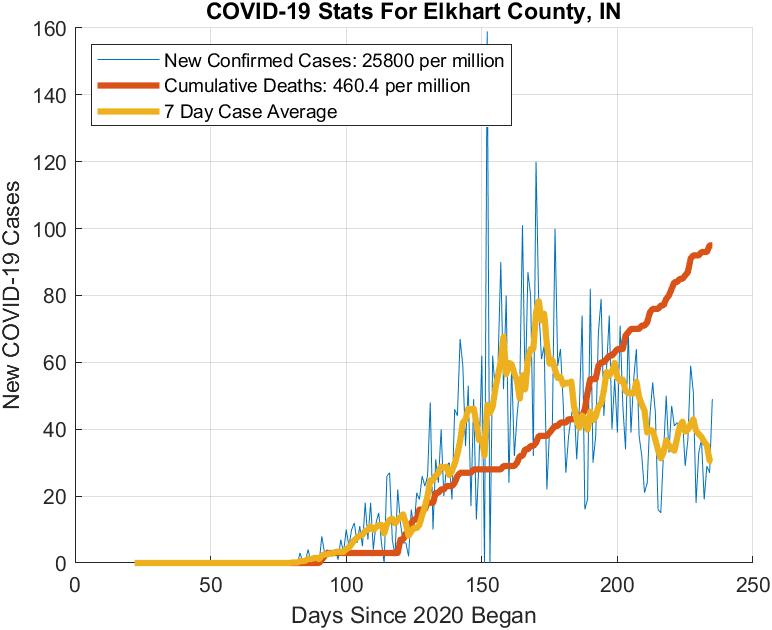 COVID-19 Stats For Elkhart County, IN
New Confirmed Cases: 25800 per million
Cumulative Deaths: 460.4 per million
7 Day Case Average
New COVID-19 Cases
160
140
120
100
80
60
40
20
0
0 50 100 150 200 250
Days Since 2020 Began